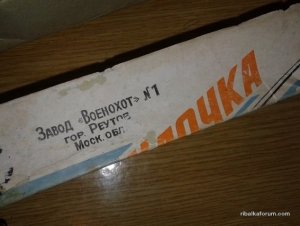 ЗАВОД «ВОЕНОХОТ» №1
ГОР. РЕУТОВ
МОСК. ОБЛ.
ribalkaforum.com